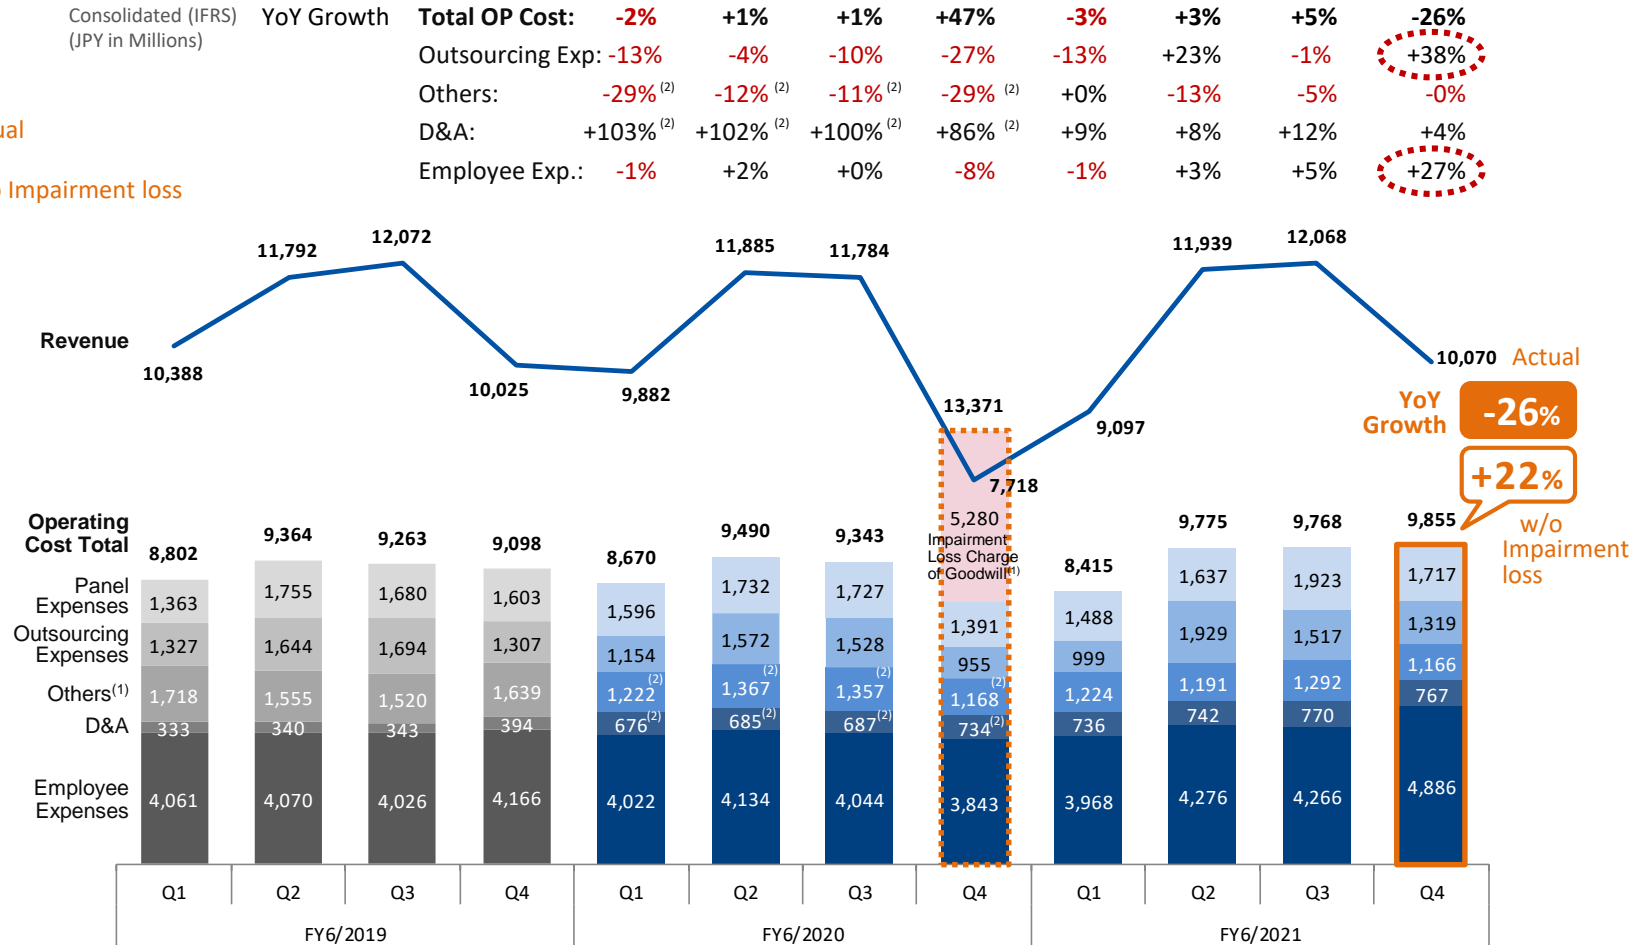 Consolidated (IFRS)
(JPY in Millions)
YoY Growth
Total OP Cost: -2% +1% +1% +47% -3% +3% +5% -26%
Outsourcing Exp: -13% -4% -10% -27% -13% +23% -1% +38%
Others: -29% (2) -12% (2) -11% (2) -29% (2) +0% -13% -5% -0%
D&A: +103% (2) +102% (2) +100% (2) +86% (2) +9% +8% +12% +4%
Employee Exp.: -1% +2% +0% -8% -1% +3% +5% +27%
Impairment loss
Revenue
10,388 11,792 12,072 10,025 9,882 11,885 11,784 7,718 9,097 11,939 12,068 10,070
Actual
YoY
Growth
-26%
+22%
w/o
Impairment
loss
Operating
Cost Total
8,802 9,364 9,263 9,098 8,670 9,490 9,343 13,371 8,415 9,775 9,768 9,855
5,280
Impairment
Loss Charge
of Goodwill(1)
Panel
Expenses
1,363 1,755 1,680 1,603 1,596 1,732 1,727 1,391 1,488 1,637 1,923 1,717
Outsourcing
Expenses
1,327 1,644 1,694 1,307 1,154 1,572 1,528 955 999 1,929 1,517 1,319
Others(1)
1,718 1,555 1,520 1,639 1,222(2) 1,367(2) 1,357(2) 1,168(2) 1,224 1,191 1,292 1,166
D&A
333 340 343 394 676(2) 685(2) 687(2) 734(2) 736 742 770 767
Employee
Expenses
4,061 4,070 4,026 4,166 4,022 4,134 4,044 3,843 3,968 4,276 4,266 4,886
Q1 Q2 Q3 Q4 Q1 Q2 Q3 Q4 Q1 Q2 Q3 Q4
FY6/2019 FY6/2020 FY6/2021